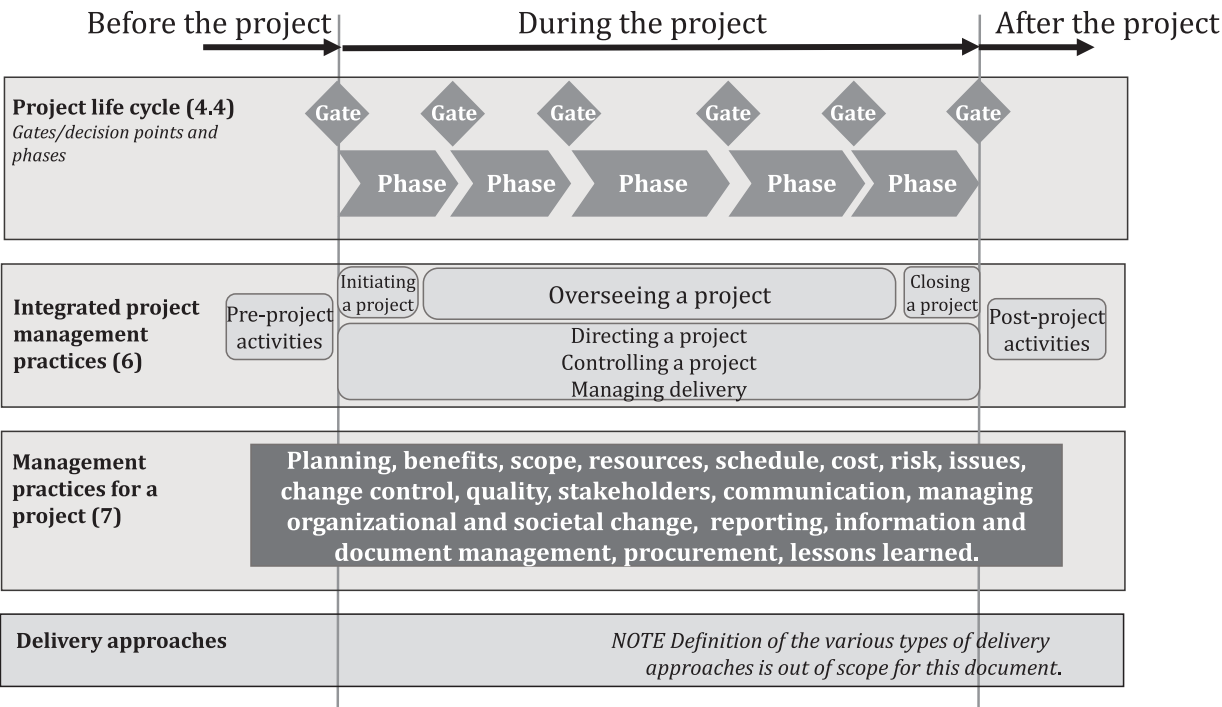 Before the project
During the project
After the project
Project life cycle (4.4)
Gates/decision points and
phases
Gate
Gate
Gate
Gate
Gate
Gate
Phase
Phase
Phase
Phase
Phase
Integrated project
management
practices (6)
Pre-project
activities
Initiating
a project
Overseeing a project
Closing
a project
Directing a project
Controlling a project
Managing delivery
Post-project
activities
Management
practices for a
project (7)
Planning, benefits, scope, resources, schedule, cost, risk, issues,
change control, quality, stakeholders, communication, managing
organizational and societal change, reporting, information and
document management, procurement, lessons learned.
Delivery approaches
NOTE Definition of the various types of delivery
approaches is out of scope for this document.